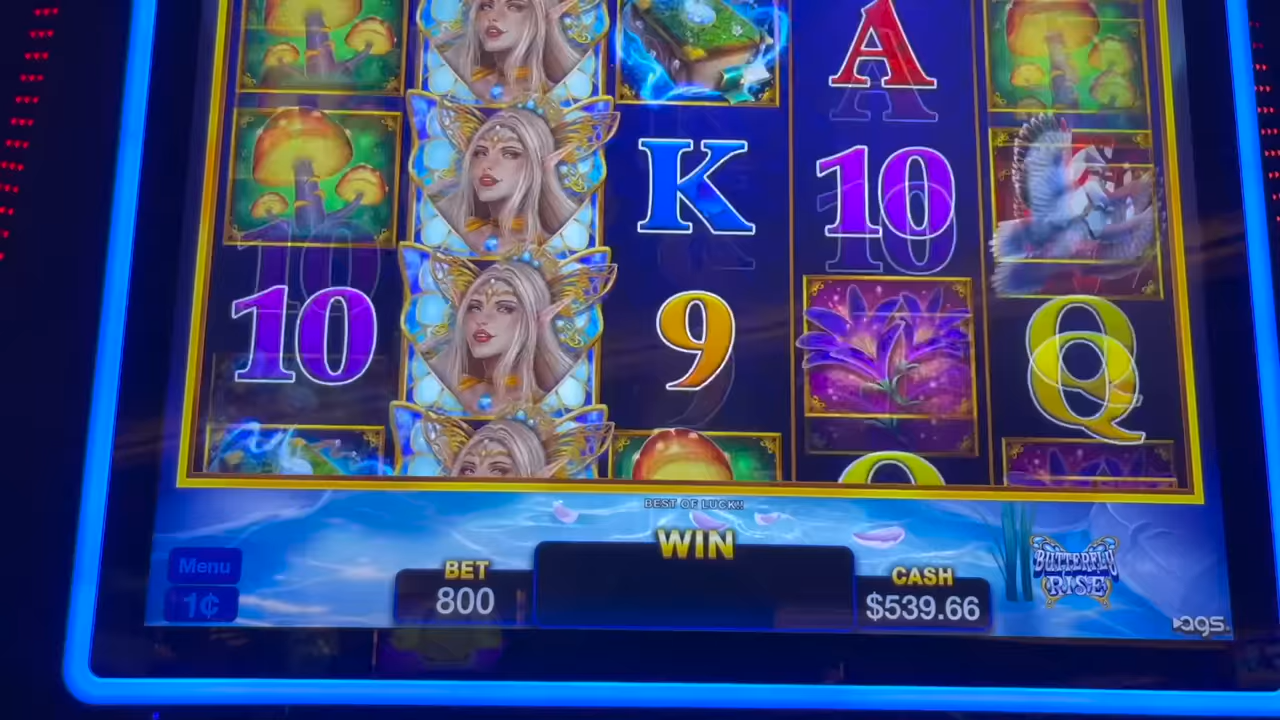 A
K
10
10
9
Q
BEST OF LUCK!!
WIN
Menu
1¢
BET
800
CASH
$539.66
BUTTERFLY
RISE
ags